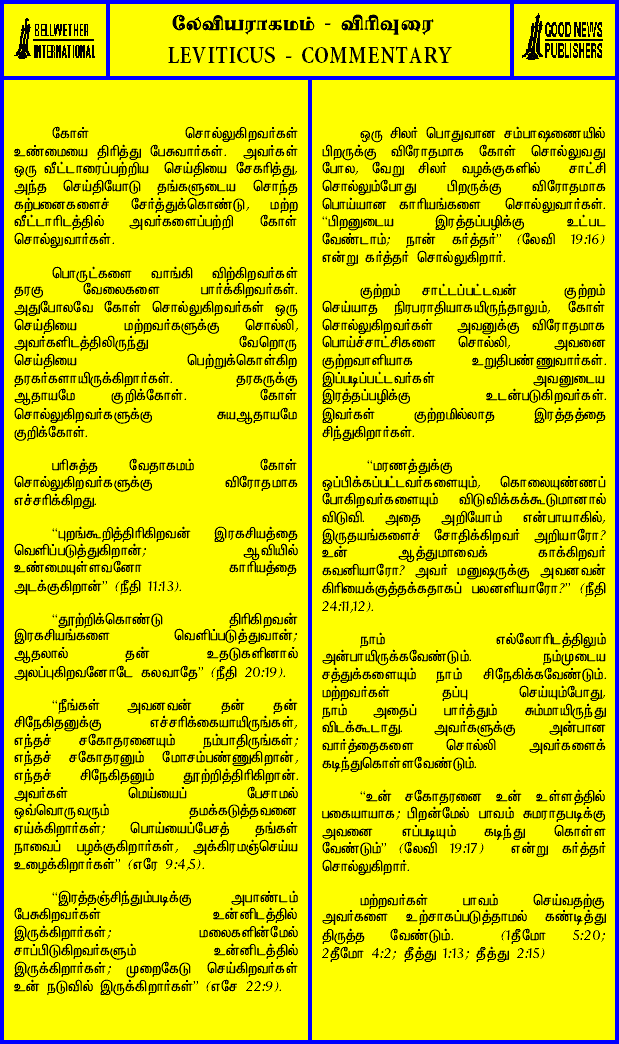 BELLWETHER
INTERNATIONAL
லேவியராகமம் - விரிவுரை
LEVITICUS - COMMENTARY
GOOD NEWS
PUBLISHERS
கோள் சொல்லுகிறவர்கள்
உண்மையை திரித்து பேசுவார்கள். அவர்கள்
ஒரு வீட்டாரைப்பற்றிய செய்தியை சேகரித்து,
அந்த செய்தியோடு தங்களுடைய சொந்த
கற்பனைகளைச் சேர்த்துக்கொண்டு, மற்ற
வீட்டாரிடத்தில் அவர்களைப்பற்றி கோள்
சொல்லுவார்கள்.
பொருட்களை வாங்கி விற்கிறவர்கள்
தரகு வேலைகளை பார்க்கிறவர்கள்.
அதுபோலவே கோள் சொல்லுகிறவர்கள் ஒரு
செய்தியை மற்றவர்களுக்கு சொல்லி,
அவர்களிடத்திலிருந்து வேறொரு
செய்தியை பெற்றுக்கொள்கிற
தரகர்களாயிருக்கிறார்கள். தரகருக்கு
ஆதாயமே குறிக்கோள். கோள்
சொல்லுகிறவர்களுக்கு சுயஆதாயமே
குறிக்கோள்.
பரிசுத்த வேதாகமம் கோள்
சொல்லுகிறவர்களுக்கு விரோதமாக
எச்சரிக்கிறது.
“புறங்கூறித்திரிகிறவன் இரகசியத்தை
வெளிப்படுத்துகிறான்; ஆவியில்
உண்மையுள்ளவனோ காரியத்தை
அடக்குகிறான்” (நீதி 11:13).
“தூற்றிக்கொண்டு திரிகிறவன்
இரகசியங்களை வெளிப்படுத்துவான்;
ஆதலால் தன் உதடுகளினால்
அலப்புகிறவனோடே கலவாதே” (நீதி 20:19).
“நீங்கள் அவனவன் தன் தன்
சிநேகிதனுக்கு எச்சரிக்கையாயிருங்கள்,
எந்தச் சகோதரனையும் நம்பாதிருங்கள்;
எந்தச் சகோதரனும் மோசம்பண்ணுகிறான்,
எந்தச் சிநேகிதனும் தூற்றித்திரிகிறான்.
அவர்கள் மெய்யைப் பேசாமல்
ஒவ்வொருவரும் தமக்கடுத்தவனை
ஏய்க்கிறார்கள்; பொய்யைப்பேசத் தங்கள்
நாவைப் பழக்குகிறார்கள், அக்கிரமஞ்செய்ய
உழைக்கிறார்கள்” (எரே 9:4,5).
“இரத்தஞ்சிந்தும்படிக்கு அபாண்டம்
பேசுகிறவர்கள் உன்னிடத்தில்
இருக்கிறார்கள்; மலைகளின்மேல்
சாப்பிடுகிறவர்களும் உன்னிடத்தில்
இருக்கிறார்கள்; முறைகேடு செய்கிறவர்கள்
உன் நடுவில் இருக்கிறார்கள்” (எசே 22:9).
ஒரு சிலர் பொதுவான சம்பாஷணையில்
பிறருக்கு விரோதமாக கோள் சொல்லுவது
போல, வேறு சிலர் வழக்குகளில் சாட்சி
சொல்லும்போது பிறருக்கு விரோதமாக
பொய்யான காரியங்களை சொல்லுவார்கள்.
“பிறனுடைய இரத்தப்பழிக்கு உட்பட
வேண்டாம்; நான் கர்த்தர்” (லேவி 19:16)
என்று கர்த்தர் சொல்லுகிறார்.
குற்றம் சாட்டப்பட்டவன் குற்றம்
செய்யாத நிரபராதியாகயிருந்தாலும், கோள்
சொல்லுகிறவர்கள் அவனுக்கு விரோதமாக
பொய்ச்சாட்சிகளை சொல்லி, அவனை
குற்றவாளியாக உறுதிபண்ணுவார்கள்.
இப்படிப்பட்டவர்கள் அவனுடைய
இரத்தப்பழிக்கு உடன்படுகிறவர்கள்.
இவர்கள் குற்றமில்லாத இரத்தத்தை
சிந்துகிறார்கள்.
“மரணத்துக்கு
ஒப்பிக்கப்பட்டவர்களையும், கொலையுண்ணப்
போகிறவர்களையும் விடுவிக்கக்கூடுமானால்
விடுவி. அதை அறியோம் என்பாயாகில்,
இருதயங்களைச் சோதிக்கிறவர் அறியாரோ?
உன் ஆத்துமாவைக் காக்கிறவர்
கவனியாரோ? அவர் மனுஷருக்கு அவனவன்
கிரியைக்குத்தக்கதாகப் பலனளியாரோ?” (நீதி
24:11,12).
நாம் எல்லோரிடத்திலும்
அன்பாயிருக்கவேண்டும். நம்முடைய
சத்துக்களையும் நாம் சிநேகிக்கவேண்டும்.
மற்றவர்கள் தப்பு செய்யும்போது,
நாம் அதைப் பார்த்தும் சும்மாயிருந்து
விடக்கூடாது. அவர்களுக்கு அன்பான
வார்த்தைகளை சொல்லி அவர்களைக்
கடிந்துகொள்ளவேண்டும்.
“உன் சகோதரனை உன் உள்ளத்தில்
பகையாயாக; பிறன்மேல் பாவம் சுமராதபடிக்கு
அவனை எப்படியும் கடிந்து கொள்ள
வேண்டும்” (லேவி 19:17) என்று கர்த்தர்
சொல்லுகிறார்.
மற்றவர்கள் பாவம் செய்வதற்கு
அவர்களை உற்சாகப்படுத்தாமல் கண்டித்து
திருத்த வேண்டும். (1தீமோ 5:20;
2தீமோ 4:2; தீத்து 1:13; தீத்து 2:15)